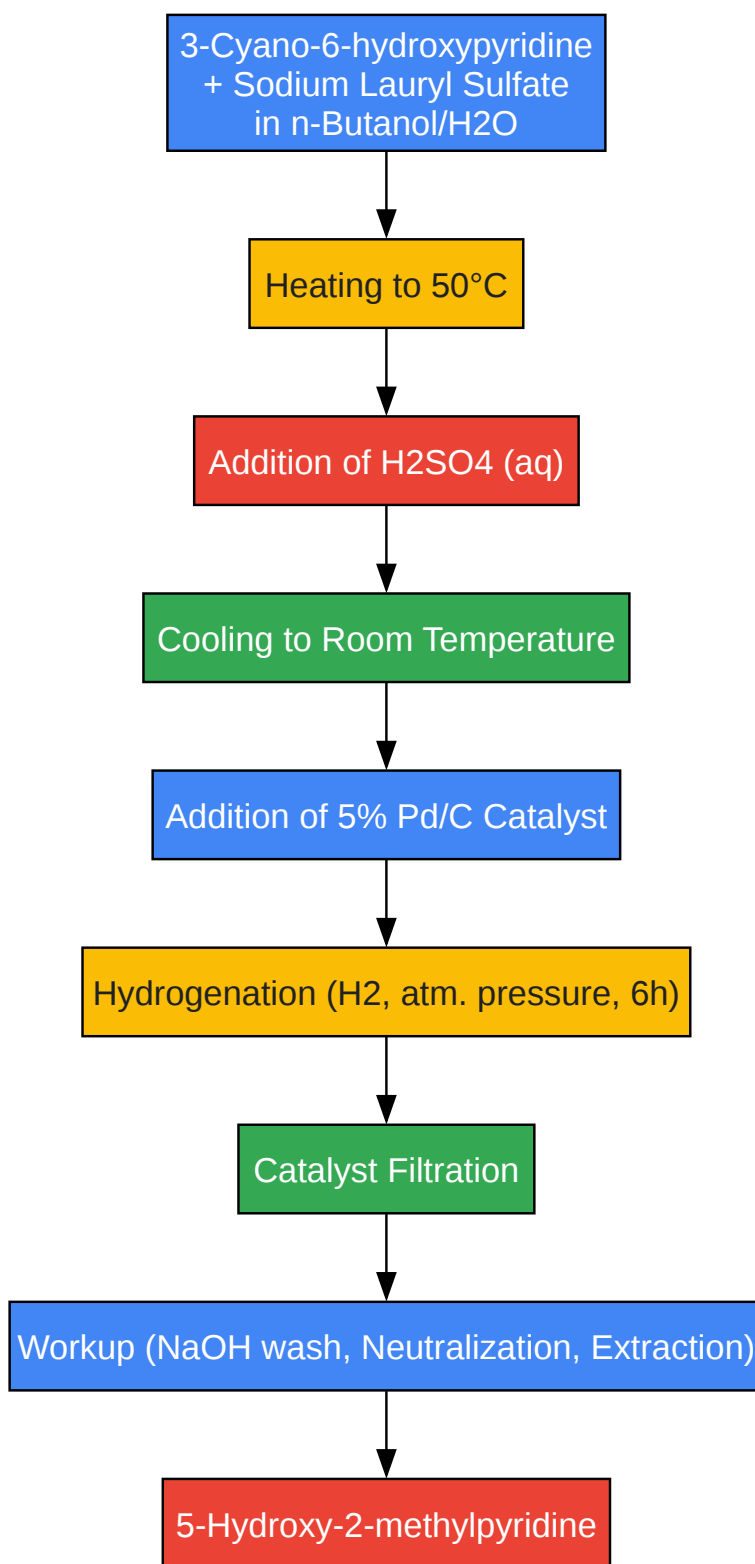 3-Cyano-6-hydroxypyridine
+ Sodium Lauryl Sulfate
in n-Butanol/H2O
Heating to 50°C
Addition of H2SO4 (aq)
Cooling to Room Temperature
Addition of 5% Pd/C Catalyst
Hydrogenation (H2, atm. pressure, 6h)
Catalyst Filtration
Workup (NaOH wash, Neutralization, Extraction)
5-Hydroxy-2-methylpyridine